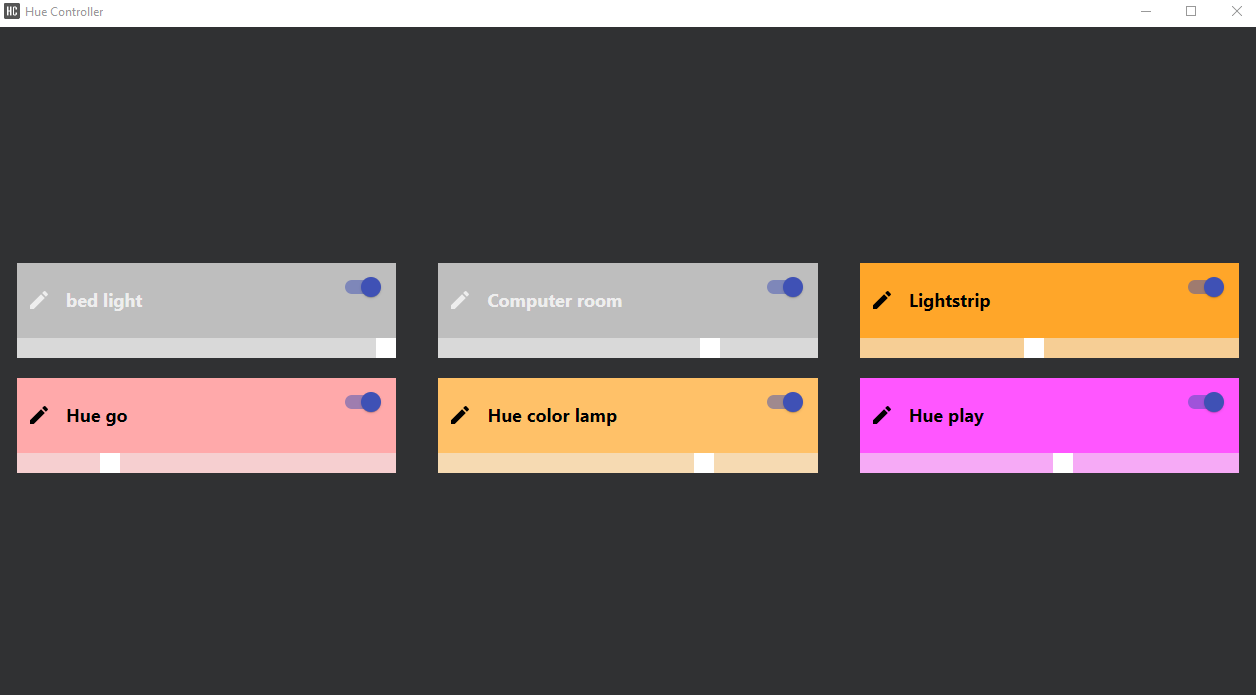 HC Hue Controller
bed light
Computer room
Lightstrip
Hue go
Hue color lamp
Hue play